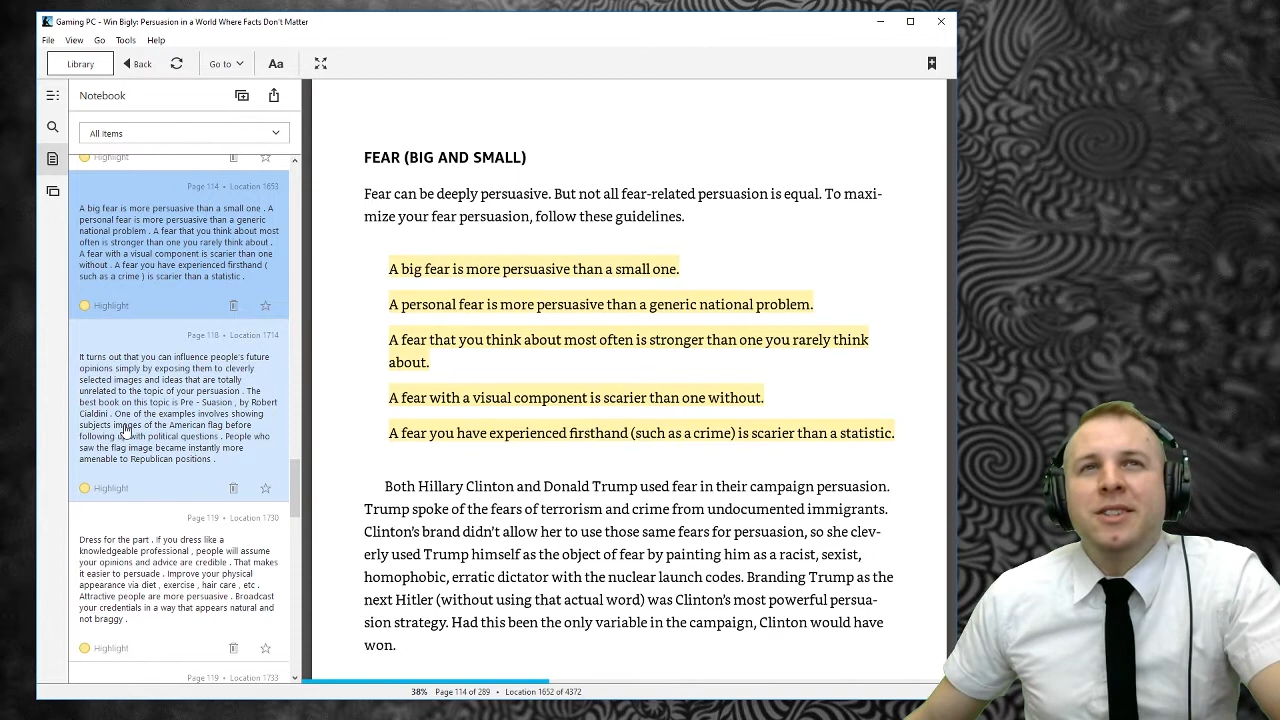 Gaming PC - Win Bigly: Persuasion in a World Where Facts Don't Matter
File View Go Tools Help
Library Back Go to Aa
Notebook
All Items
Highlight
Page 114 • Location 1653
A big fear is more persuasive than a small one . A
personal fear is more persuasive than a generic
national problem . A fear that you think about most
often is stronger than one you rarely think about .
A fear with a visual component is scarier than one
without . A fear you have experienced firsthand (
such as a crime ) is scarier than a statistic .
Highlight
Page 118 • Location 1714
It turns out that you can influence people's future
opinions simply by exposing them to cleverly
selected images and ideas that are totally
unrelated to the topic of your persuasion . The
best book on this topic is Pre - Suasion , by Robert
Cialdini . One of the examples involves showing
subjects images of the American flag before
following up with political questions . People who
saw the flag image became instantly more
amenable to Republican positions .
Highlight
Page 119 • Location 1730
Dress for the part . If you dress like a
knowledgeable professional , people will assume
your opinions and advice are credible . That makes
it easier to persuade . Improve your physical
appearance via diet , exercise , hair care , etc .
Attractive people are more persuasive . Broadcast
your credentials in a way that appears natural and
not braggy .
Highlight
Page 119 • Location 1733
FEAR (BIG AND SMALL)
Fear can be deeply persuasive. But not all fear-related persuasion is equal. To maxi-
mize your fear persuasion, follow these guidelines.
A big fear is more persuasive than a small one.
A personal fear is more persuasive than a generic national problem.
A fear that you think about most often is stronger than one you rarely think
about.
A fear with a visual component is scarier than one without.
A fear you have experienced firsthand (such as a crime) is scarier than a statistic.
Both Hillary Clinton and Donald Trump used fear in their campaign persuasion.
Trump spoke of the fears of terrorism and crime from undocumented immigrants.
Clinton's brand didn't allow her to use those same fears for persuasion, so she clev-
erly used Trump himself as the object of fear by painting him as a racist, sexist,
homophobic, erratic dictator with the nuclear launch codes. Branding Trump as the
next Hitler (without using that actual word) was Clinton's most powerful persua-
sion strategy. Had this been the only variable in the campaign, Clinton would have
won.
38% Page 114 of 289 • Location 1652 of 4372